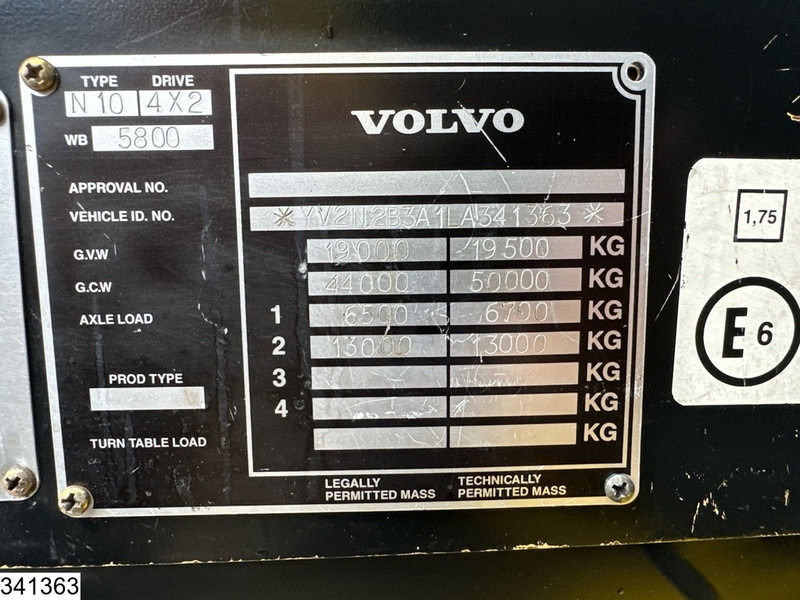 TYPE DRIVE
N 10 4X2
WB 5800
VOLVO
APPROVAL NO.
VEHICLE ID. NO. *YV2N2B3A1LA341363*
G.V.W 19000 19500 KG
G.C.W 44000 50000 KG
AXLE LOAD 1 6500 6700 KG
2 13000 13000 KG
3 KG
PROD TYPE
4 KG
TURN TABLE LOAD KG
LEGALLY PERMITTED MASS
TECHNICALLY PERMITTED MASS
1,75
E 6
341363